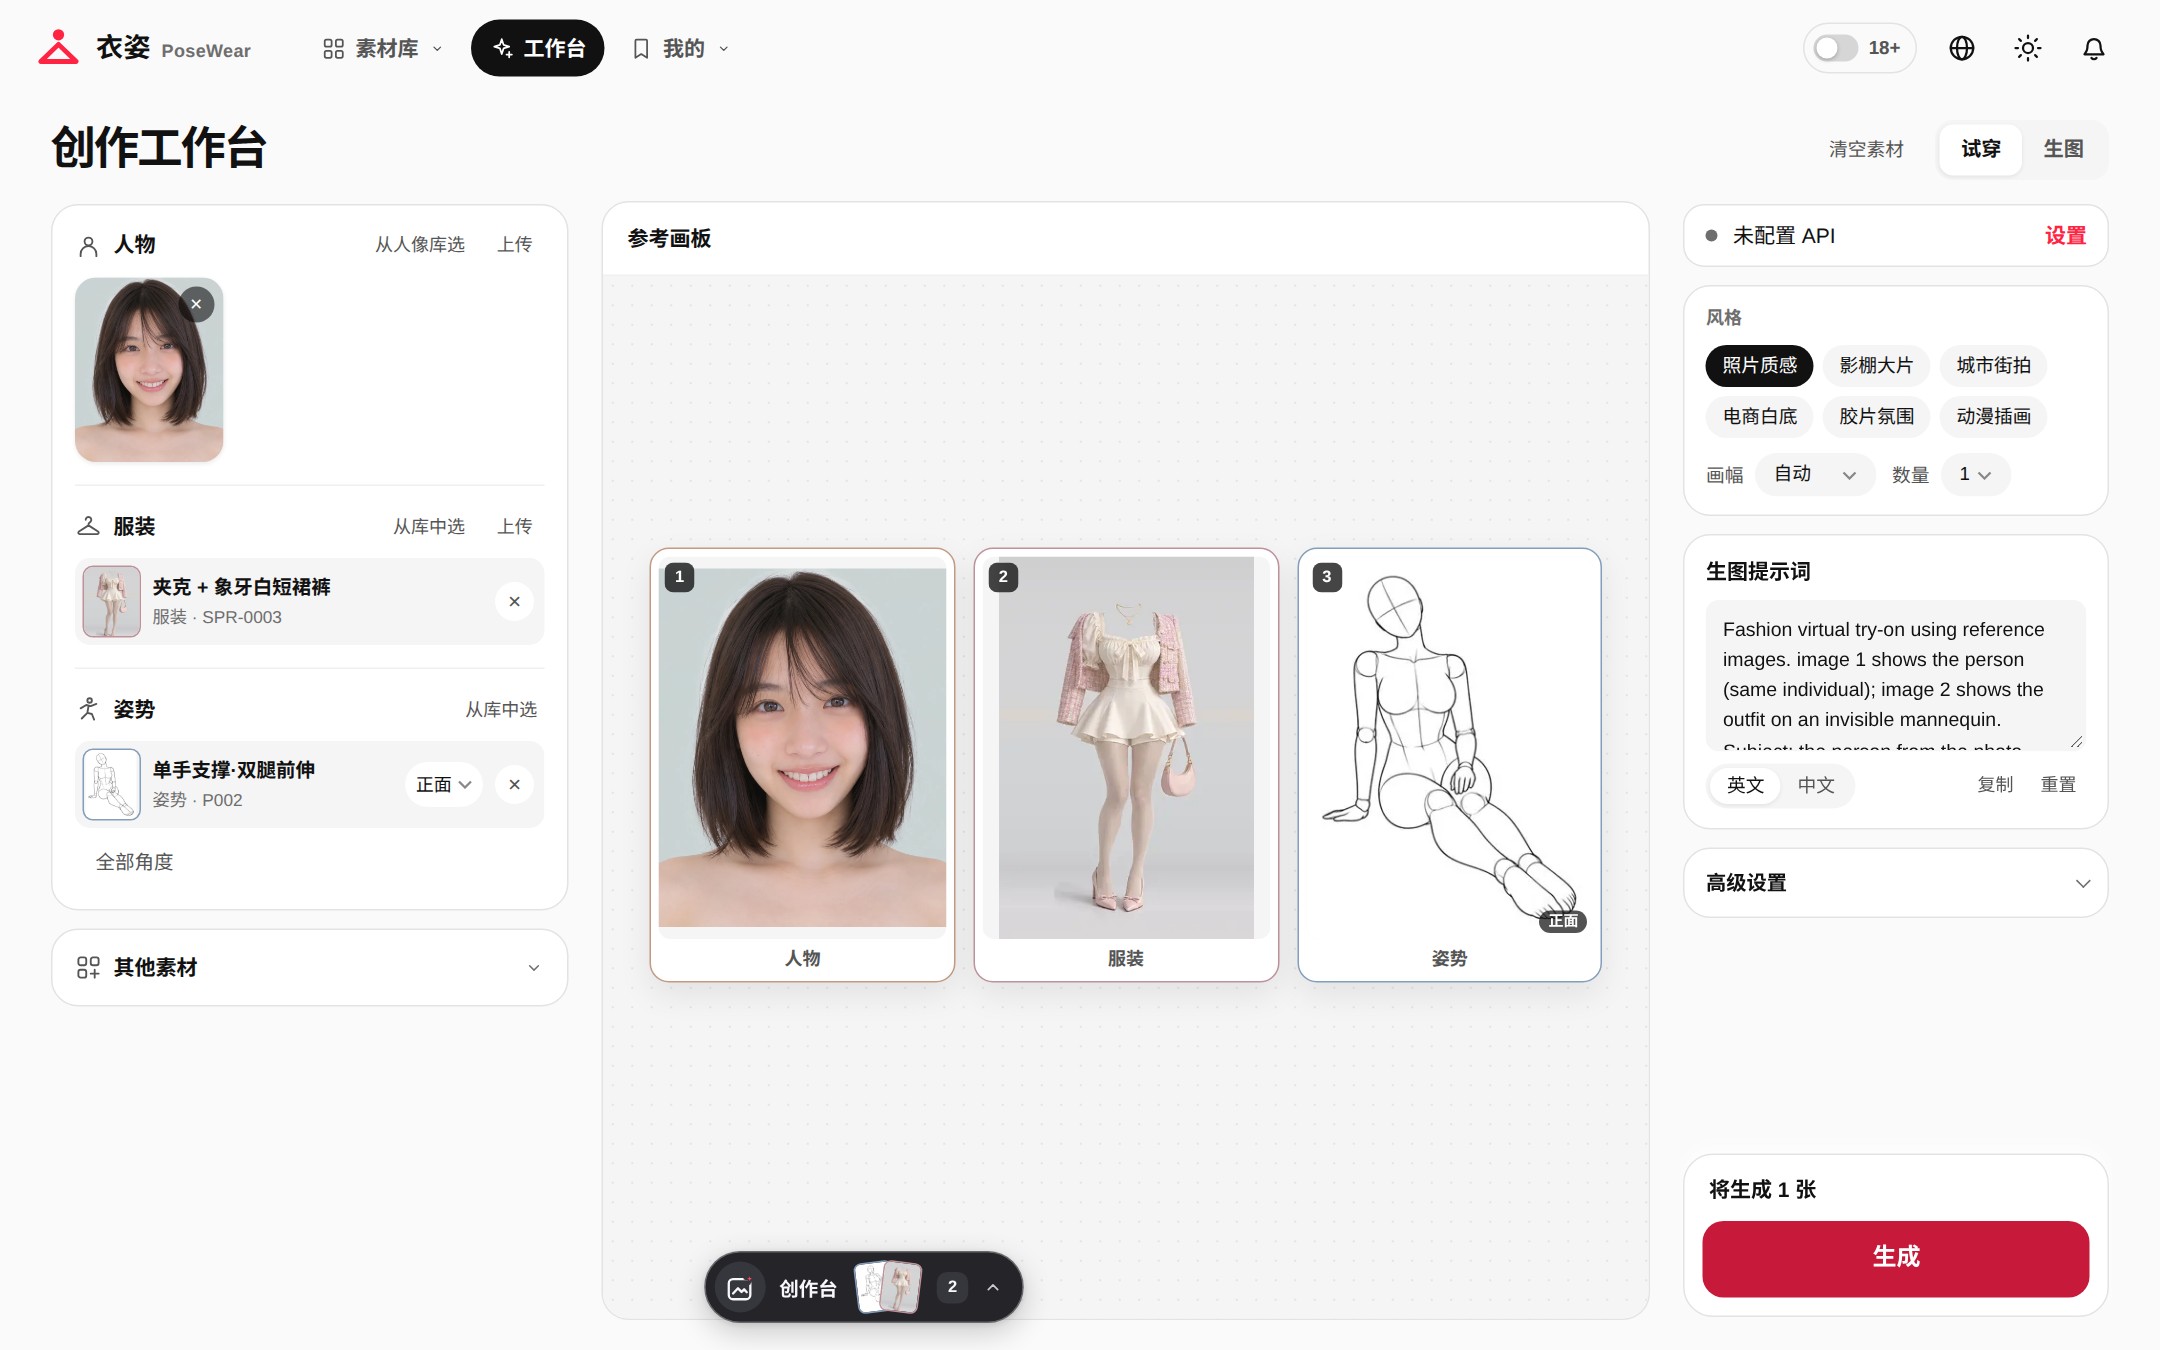 衣姿 PoseWear
素材库
工作台
我的
18+
创作工作台
清空素材
试穿
生图
人物
从人像库选
上传
服装
从库中选
上传
夹克 + 象牙白短裙裤
服装 · SPR-0003
姿势
从库中选
单手支撑·双腿前伸
姿势 · P002
正面
全部角度
其他素材
参考画板
1
人物
2
服装
3
正面
姿势
创作台
2
未配置 API
设置
风格
照片质感
影棚大片
城市街拍
电商白底
胶片氛围
动漫插画
画幅
自动
数量
1
生图提示词
Fashion virtual try-on using reference
images. image 1 shows the person
(same individual); image 2 shows the
outfit on an invisible mannequin.
Subject: the person from the photo
英文
中文
复制
重置
高级设置
将生成 1 张
生成